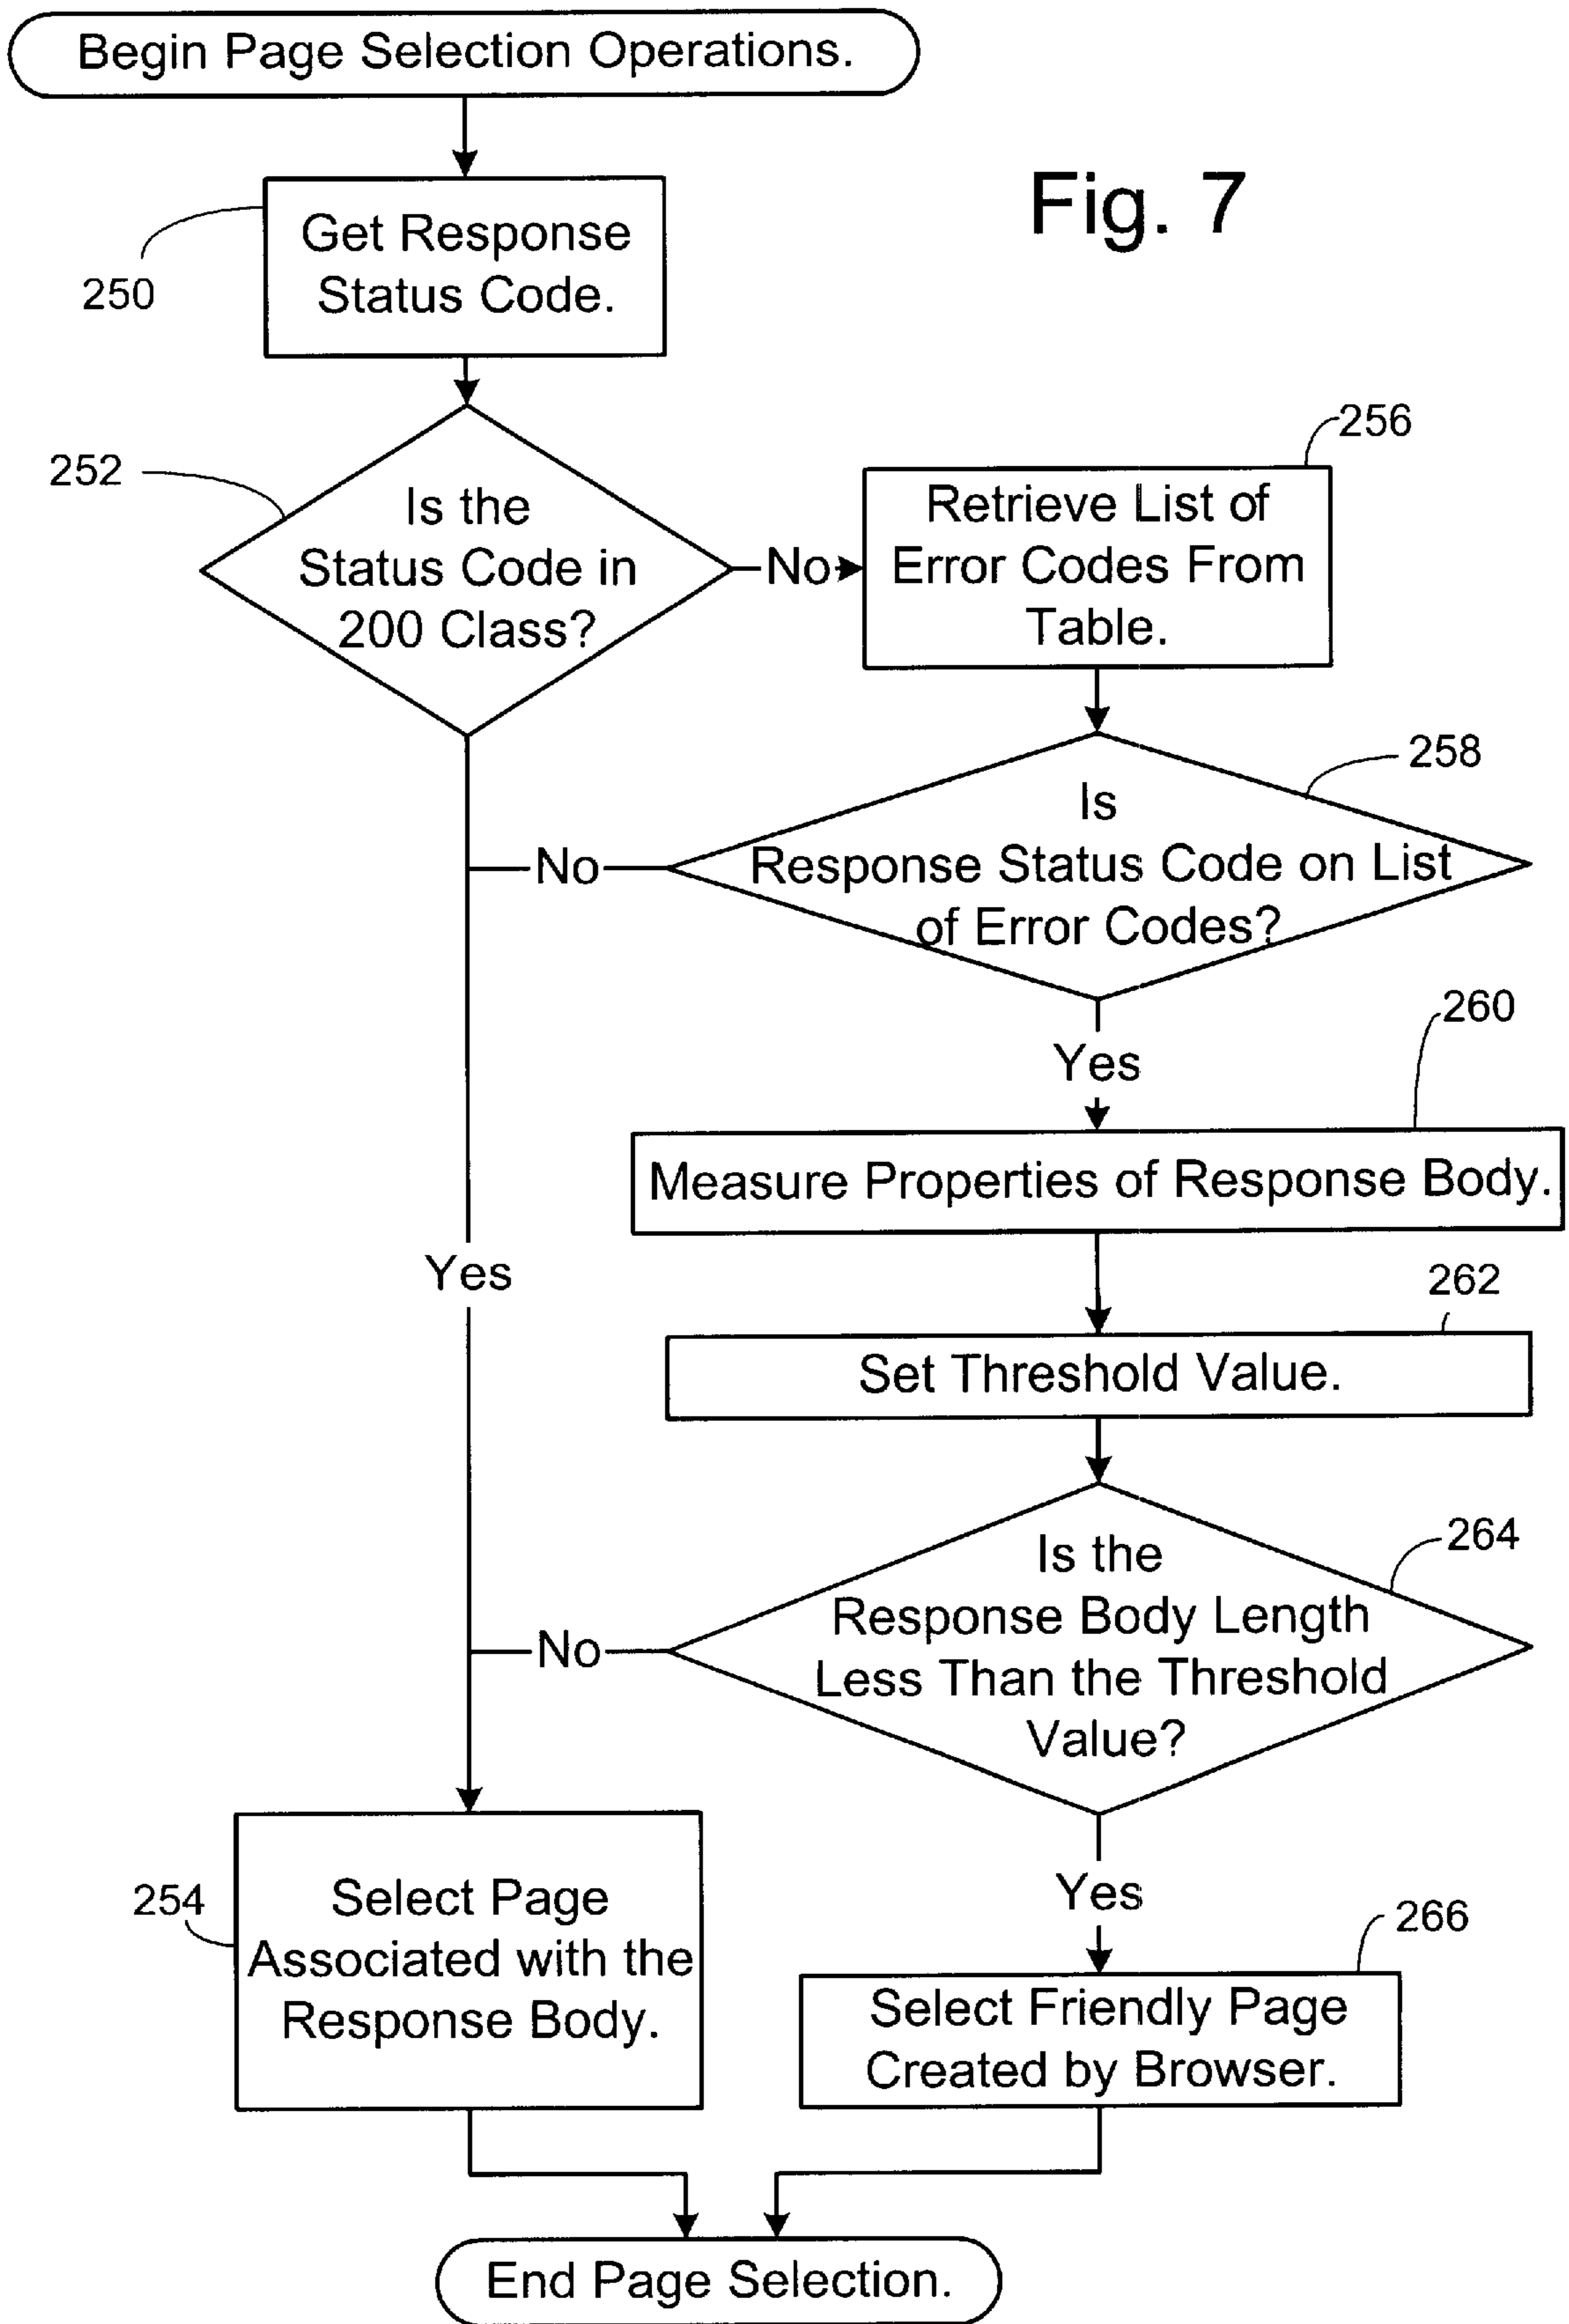 Begin Page Selection Operations.
Fig. 7
Get Response
Status Code.
250
256
252
Is the
Status Code in
200 Class?
No
Retrieve List of
Error Codes From
Table.
258
Is
Response Status Code on List
of Error Codes?
No
260
Yes
Measure Properties of Response Body.
Yes
262
Set Threshold Value.
264
Is the
Response Body Length
Less Than the Threshold
Value?
No
Yes
254
Select Page
Associated with the
Response Body.
266
Select Friendly Page
Created by Browser.
End Page Selection.